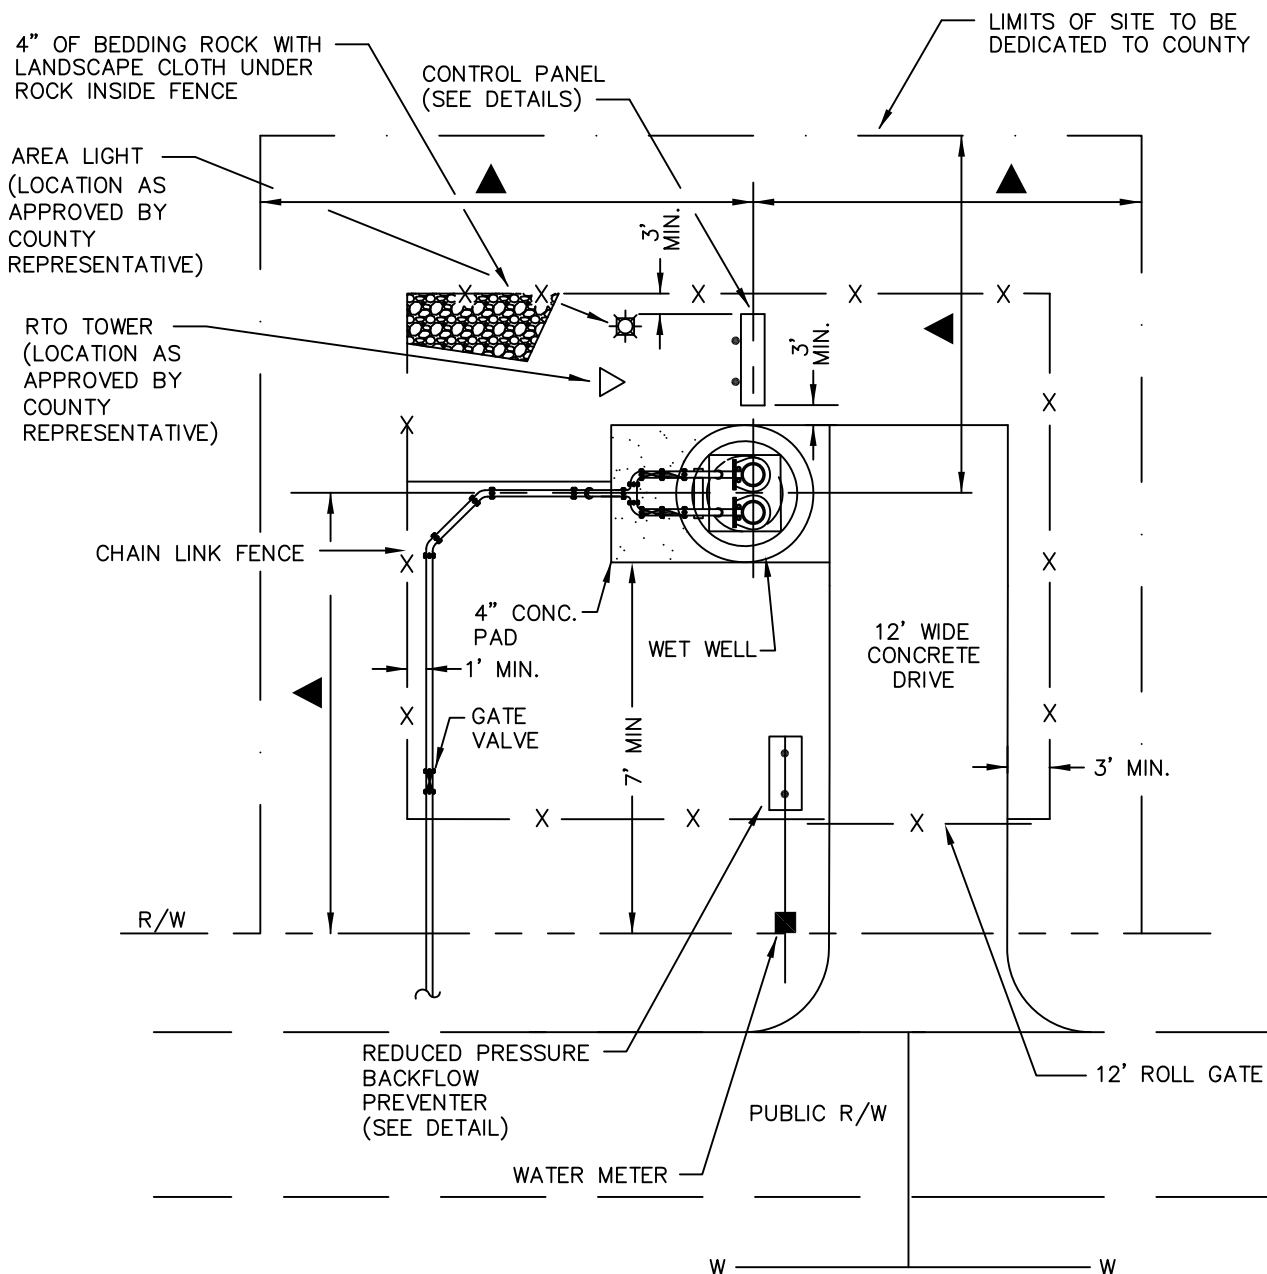 LIMITS OF SITE TO BE
DEDICATED TO COUNTY
4” OF BEDDING ROCK WITH
LANDSCAPE CLOTH UNDER
ROCK INSIDE FENCE
CONTROL PANEL
(SEE DETAILS)
AREA LIGHT
(LOCATION AS
APPROVED BY
COUNTY
REPRESENTATIVE)
3’
MIN.
X X X X X
RTO TOWER
(LOCATION AS
APPROVED BY
COUNTY
REPRESENTATIVE)
3’
MIN.
X
X
CHAIN LINK FENCE
X
X
4” CONC.
PAD
WET WELL
12’ WIDE
CONCRETE
DRIVE
1’ MIN.
X
X
GATE
VALVE
7’ MIN
3’ MIN.
X X X
R/W
REDUCED PRESSURE
BACKFLOW
PREVENTER
(SEE DETAIL)
12’ ROLL GATE
PUBLIC R/W
WATER METER
W W